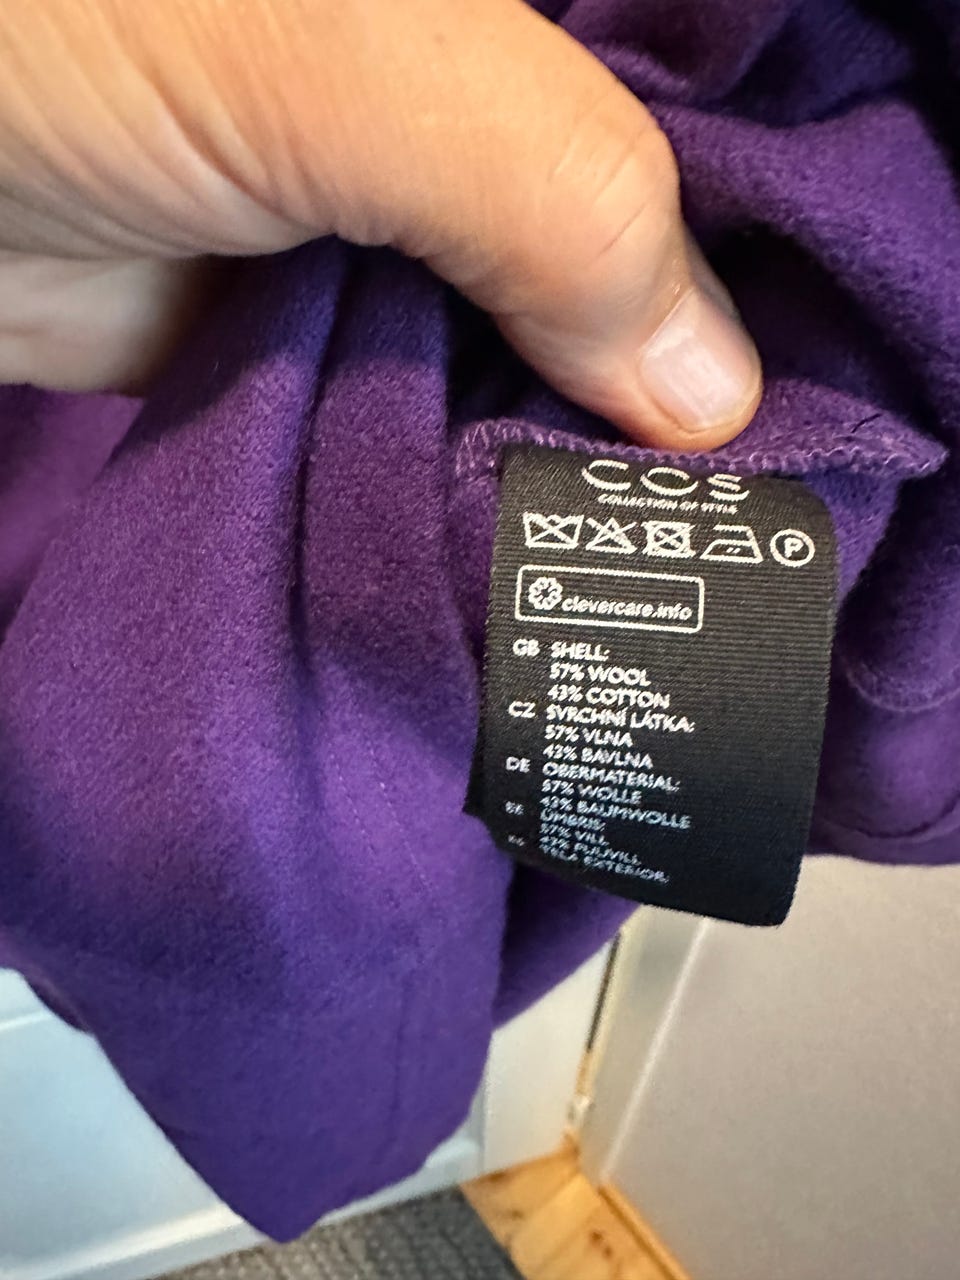 COS
COLLECTION OF STYLE
P
clevercare.info
GB SHELL:
57% WOOL
43% COTTON
CZ SVRCHNÍ LÁTKA:
57% VLNA
43% BAVLNA
DE OBERMATERIAL:
57% WOLLE
43% BAUMWOLLE
EE ÜMBRIS:
57% VILL
43% PUUVILL
TELA EXTERIOR: